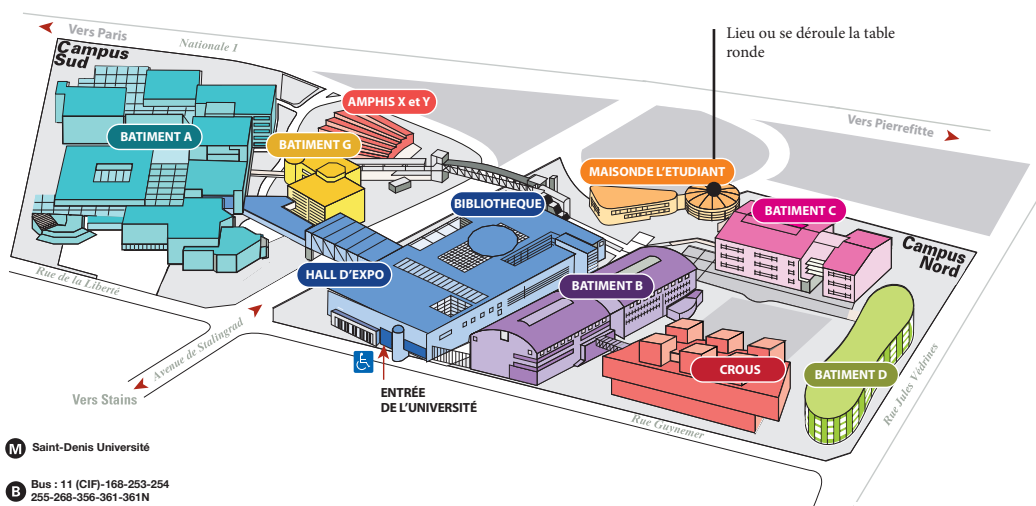 Vers Paris
Nationale 1
Lieu ou se déroule la table
ronde
Campus
Sud
AMPHIS X et Y
Vers Pierrefitte
BATIMENT A
BATIMENT G
MAISONDE L’ETUDIANT
BIBLIOTHEQUE
BATIMENT C
Campus
Nord
HALL D’EXPO
BATIMENT B
Rue de la Liberté
Avenue de Stalingrad
CROUS
BATIMENT D
Rue Jules Védrines
Vers Stains
ENTRÉE
DE L’UNIVERSITÉ
Rue Guynemer
M Saint-Denis Université
B Bus : 11 (CIF)-168-253-254
255-268-356-361-361N